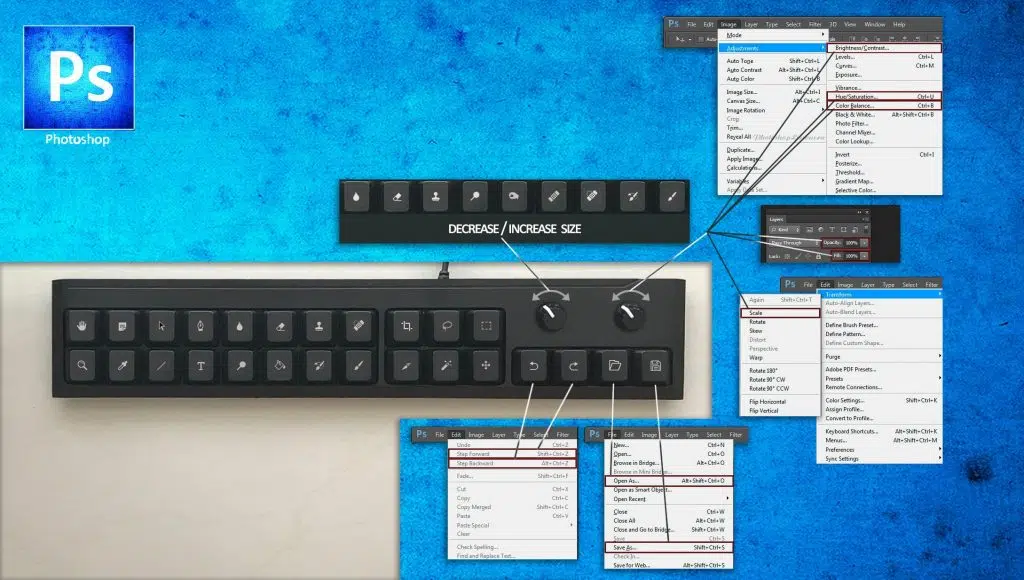 Ps
Photoshop
DECREASE / INCREASE SIZE
Ps File Edit Image Layer Type Select Filter 3D View Window Help
Mode
Adjustments
Auto Tone Shift+Ctrl+L
Auto Contrast Alt+Shift+Ctrl+L
Auto Color Shift+Ctrl+B
Image Size... Alt+Ctrl+I
Canvas Size... Alt+Ctrl+C
Image Rotation
Crop
Trim...
Reveal All
Duplicate...
Apply Image...
Calculations...
Variables
Apply Data Set...
Brightness/Contrast...
Levels... Ctrl+L
Curves... Ctrl+M
Exposure...
Vibrance...
Hue/Saturation... Ctrl+U
Color Balance... Ctrl+B
Black & White... Alt+Shift+Ctrl+B
Photo Filter...
Channel Mixer...
Color Lookup...
Invert Ctrl+I
Posterize...
Threshold...
Gradient Map...
Selective Color...
Layers
Kind
Pass Through Opacity: 100%
Lock: Fill: 100%
Ps File Edit Image Layer Type Select Filter
Again Shift+Ctrl+T
Scale
Rotate
Skew
Distort
Perspective
Warp
Rotate 180°
Rotate 90° CW
Rotate 90° CCW
Flip Horizontal
Flip Vertical
Transform
Auto-Align Layers...
Auto-Blend Layers...
Define Brush Preset...
Define Pattern...
Define Custom Shape...
Purge
Adobe PDF Presets...
Presets
Remote Connections...
Color Settings... Shift+Ctrl+K
Assign Profile...
Convert to Profile...
Keyboard Shortcuts... Alt+Shift+Ctrl+K
Menus... Alt+Shift+Ctrl+M
Preferences
Sync Settings
T
Ps File Edit Image Layer Type Select Filter
Undo Ctrl+Z
Step Forward Shift+Ctrl+Z
Step Backward Alt+Ctrl+Z
Fade... Shift+Ctrl+F
Cut Ctrl+X
Copy Ctrl+C
Copy Merged Shift+Ctrl+C
Paste Ctrl+V
Paste Special
Clear
Check Spelling...
Find and Replace Text...
Ps File Edit Image Layer Type Select Filter
New... Ctrl+N
Open... Ctrl+O
Browse in Bridge... Alt+Ctrl+O
Browse in Mini Bridge...
Open As... Alt+Shift+Ctrl+O
Open as Smart Object...
Open Recent
Close Ctrl+W
Close All Alt+Ctrl+W
Close and Go to Bridge... Shift+Ctrl+W
Save Ctrl+S
Save As... Shift+Ctrl+S
Check In...
Save for Web... Alt+Shift+Ctrl+S